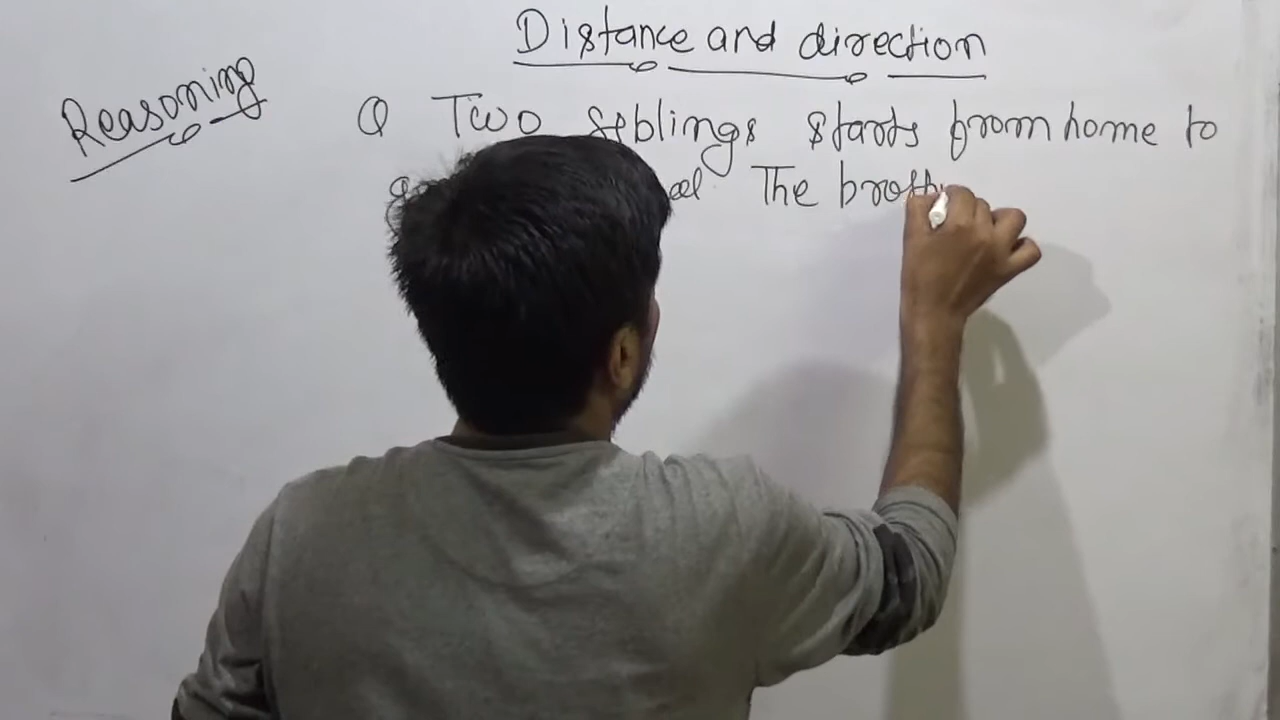 Distance and direction
Reasoning
Q Two siblings starts from home to
The broth